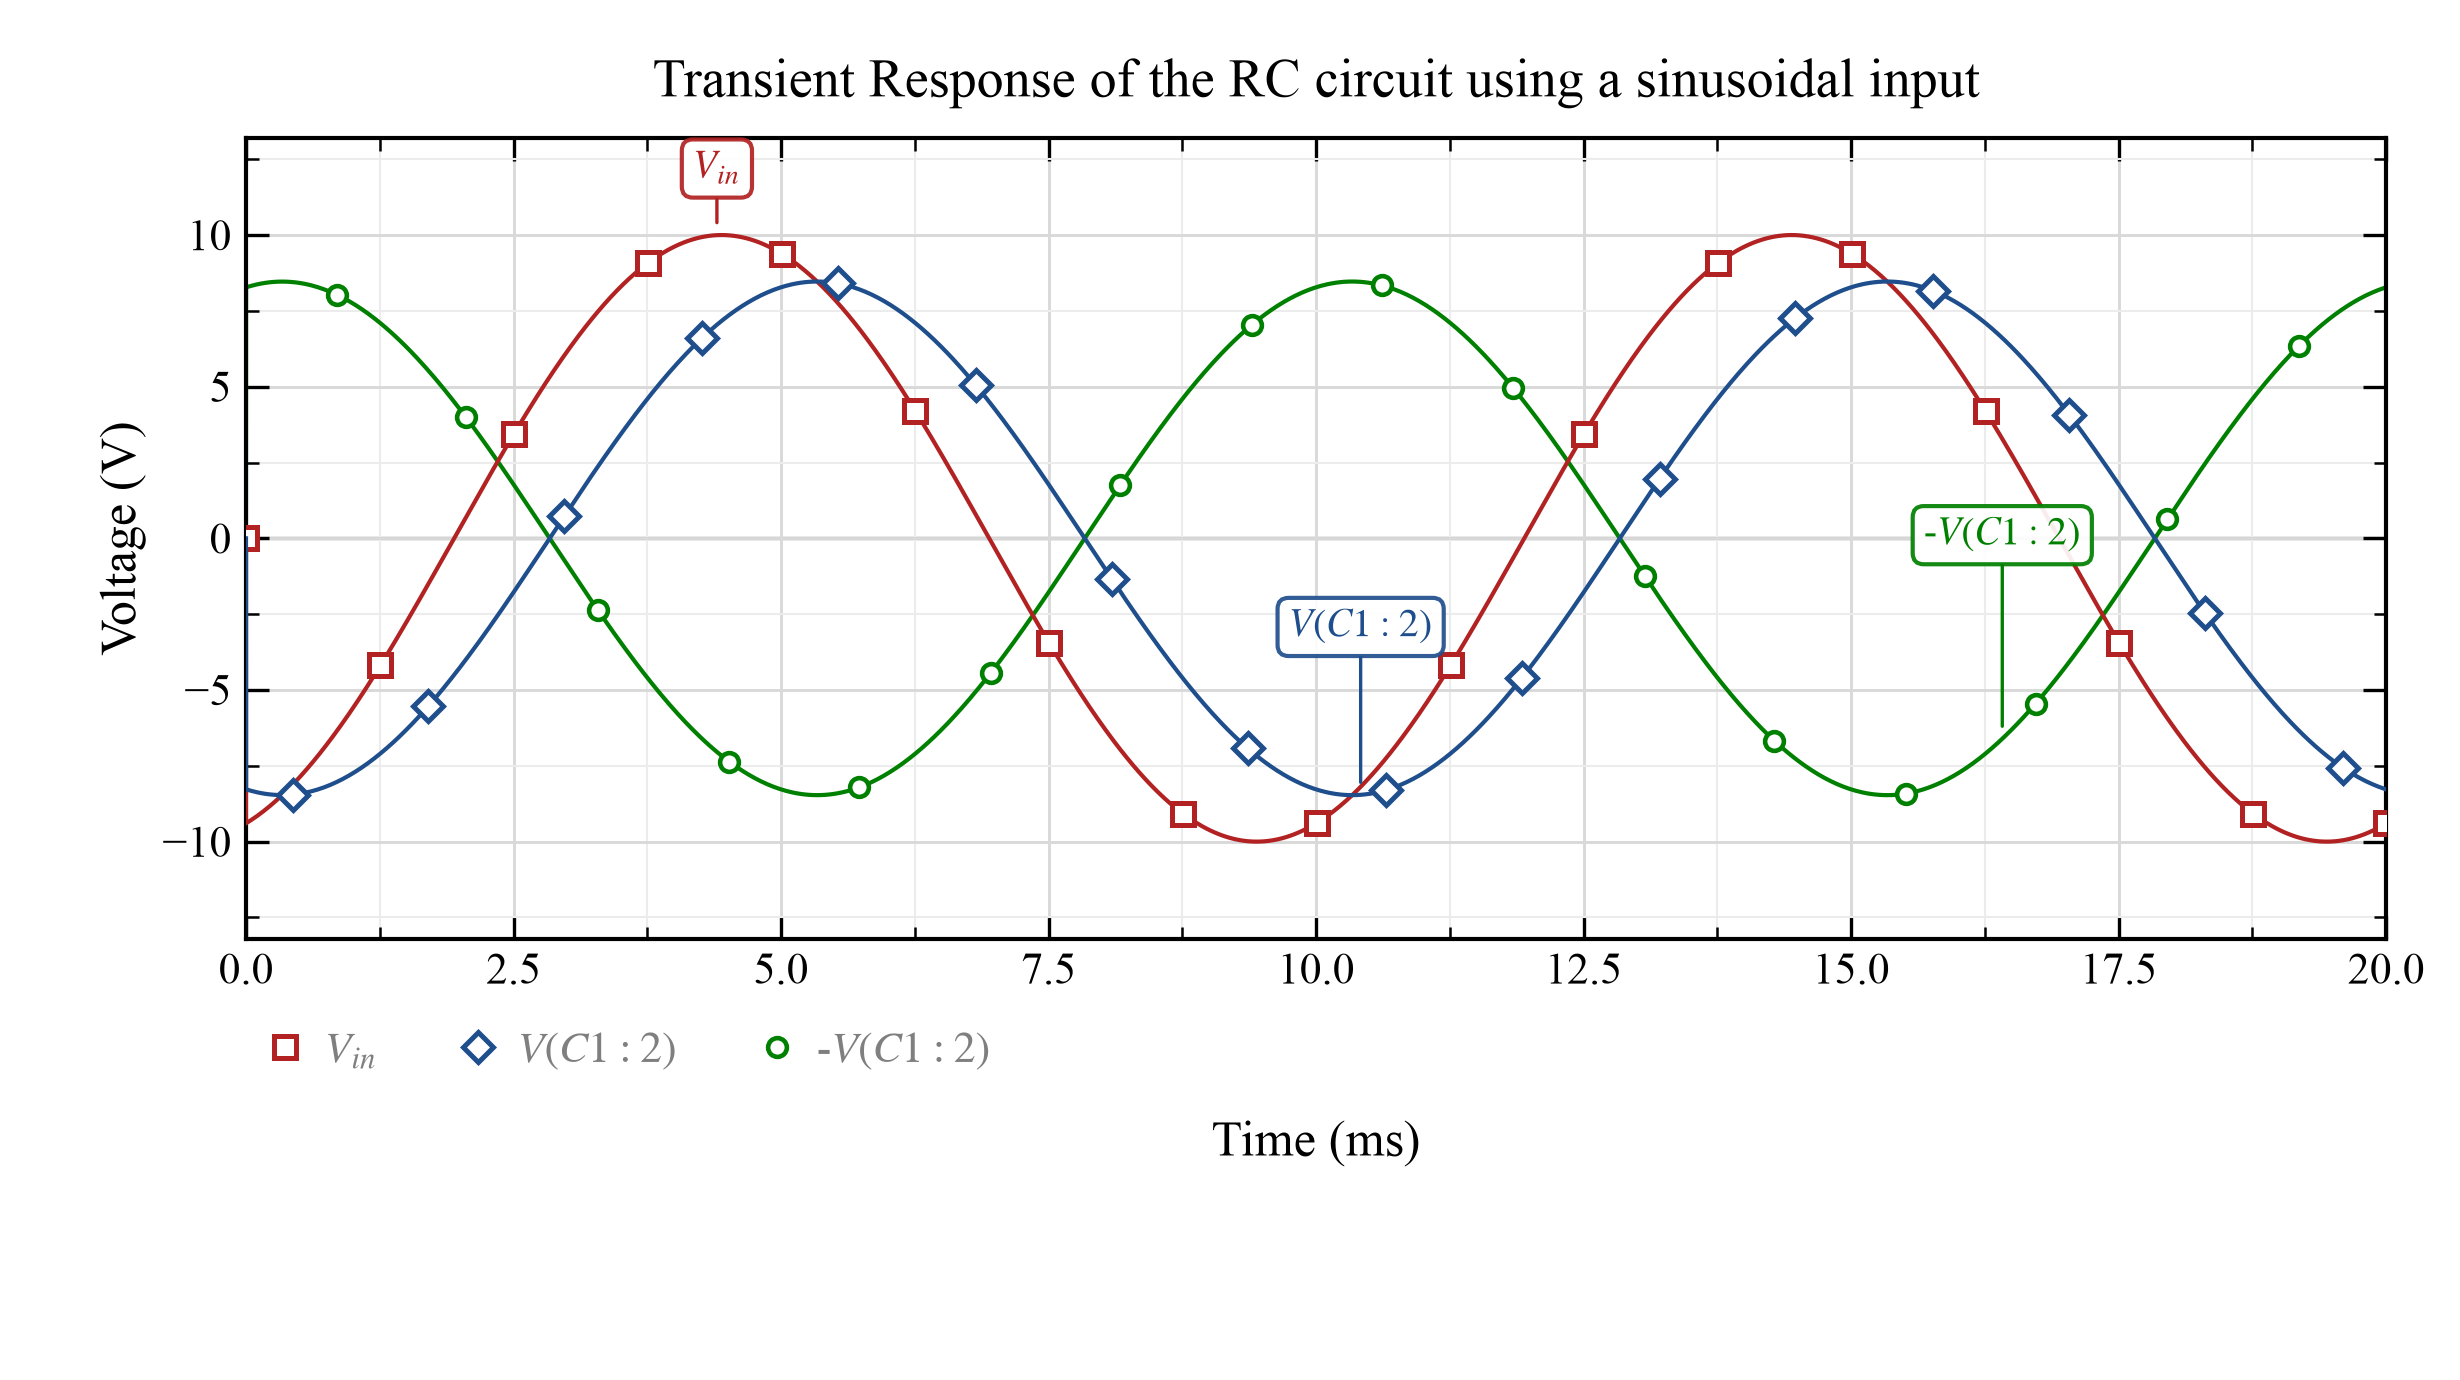 Transient Response of the RC circuit using a sinusoidal input
Voltage (V)
10
5
0
−5
−10
V_in
V(C1 : 2)
-V(C1 : 2)
0.0 2.5 5.0 7.5 10.0 12.5 15.0 17.5 20.0
V_in V(C1 : 2) -V(C1 : 2)
Time (ms)